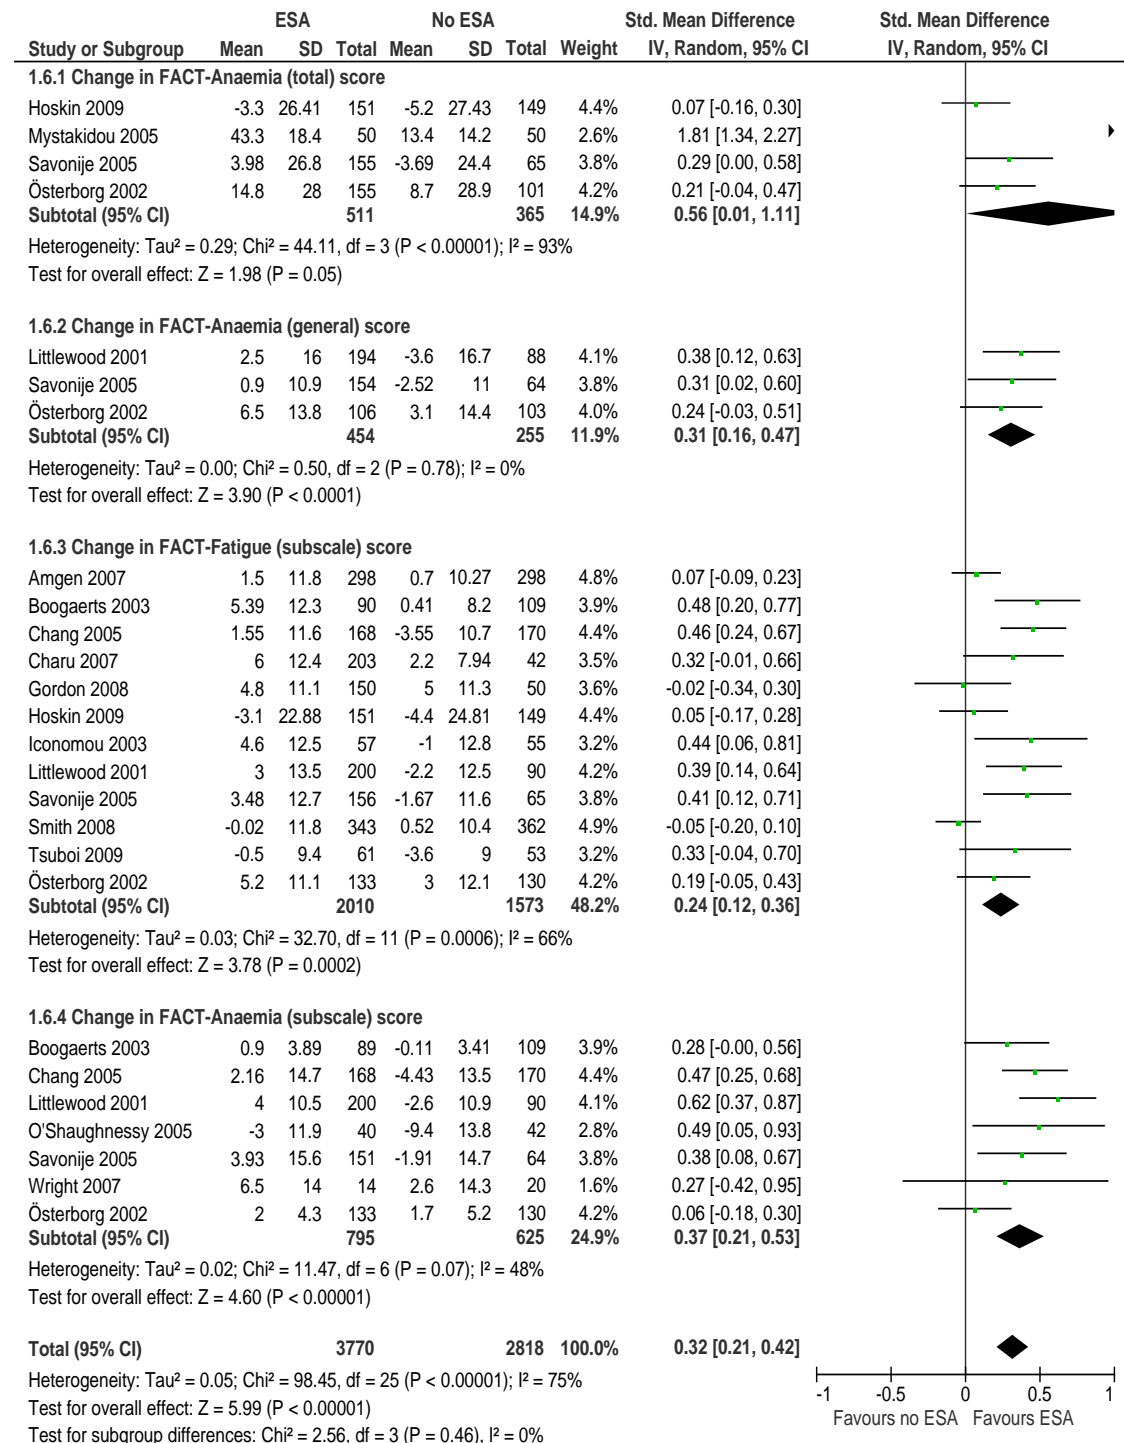 ESA No ESA Std. Mean Difference Std. Mean Difference
Study or Subgroup Mean SD Total Mean SD Total Weight IV, Random, 95% CI IV, Random, 95% CI
1.6.1 Change in FACT-Anaemia (total) score
Hoskin 2009 -3.3 26.41 151 -5.2 27.43 149 4.4% 0.07 [-0.16, 0.30]
Mystakidou 2005 43.3 18.4 50 13.4 14.2 50 2.6% 1.81 [1.34, 2.27]
Savonije 2005 3.98 26.8 155 -3.69 24.4 65 3.8% 0.29 [0.00, 0.58]
Österborg 2002 14.8 28 155 8.7 28.9 101 4.2% 0.21 [-0.04, 0.47]
Subtotal (95% CI) 511 365 14.9% 0.56 [0.01, 1.11]
Heterogeneity: Tau² = 0.29; Chi² = 44.11, df = 3 (P < 0.00001); I² = 93%
Test for overall effect: Z = 1.98 (P = 0.05)
1.6.2 Change in FACT-Anaemia (general) score
Littlewood 2001 2.5 16 194 -3.6 16.7 88 4.1% 0.38 [0.12, 0.63]
Savonije 2005 0.9 10.9 154 -2.52 11 64 3.8% 0.31 [0.02, 0.60]
Österborg 2002 6.5 13.8 106 3.1 14.4 103 4.0% 0.24 [-0.03, 0.51]
Subtotal (95% CI) 454 255 11.9% 0.31 [0.16, 0.47]
Heterogeneity: Tau² = 0.00; Chi² = 0.50, df = 2 (P = 0.78); I² = 0%
Test for overall effect: Z = 3.90 (P < 0.0001)
1.6.3 Change in FACT-Fatigue (subscale) score
Amgen 2007 1.5 11.8 298 0.7 10.27 298 4.8% 0.07 [-0.09, 0.23]
Boogaerts 2003 5.39 12.3 90 0.41 8.2 109 3.9% 0.48 [0.20, 0.77]
Chang 2005 1.55 11.6 168 -3.55 10.7 170 4.4% 0.46 [0.24, 0.67]
Charu 2007 6 12.4 203 2.2 7.94 42 3.5% 0.32 [-0.01, 0.66]
Gordon 2008 4.8 11.1 150 5 11.3 50 3.6% -0.02 [-0.34, 0.30]
Hoskin 2009 -3.1 22.88 151 -4.4 24.81 149 4.4% 0.05 [-0.17, 0.28]
Iconomou 2003 4.6 12.5 57 -1 12.8 55 3.2% 0.44 [0.06, 0.81]
Littlewood 2001 3 13.5 200 -2.2 12.5 90 4.2% 0.39 [0.14, 0.64]
Savonije 2005 3.48 12.7 156 -1.67 11.6 65 3.8% 0.41 [0.12, 0.71]
Smith 2008 -0.02 11.8 343 0.52 10.4 362 4.9% -0.05 [-0.20, 0.10]
Tsuboi 2009 -0.5 9.4 61 -3.6 9 53 3.2% 0.33 [-0.04, 0.70]
Österborg 2002 5.2 11.1 133 3 12.1 130 4.2% 0.19 [-0.05, 0.43]
Subtotal (95% CI) 2010 1573 48.2% 0.24 [0.12, 0.36]
Heterogeneity: Tau² = 0.03; Chi² = 32.70, df = 11 (P = 0.0006); I² = 66%
Test for overall effect: Z = 3.78 (P = 0.0002)
1.6.4 Change in FACT-Anaemia (subscale) score
Boogaerts 2003 0.9 3.89 89 -0.11 3.41 109 3.9% 0.28 [-0.00, 0.56]
Chang 2005 2.16 14.7 168 -4.43 13.5 170 4.4% 0.47 [0.25, 0.68]
Littlewood 2001 4 10.5 200 -2.6 10.9 90 4.1% 0.62 [0.37, 0.87]
O'Shaughnessy 2005 -3 11.9 40 -9.4 13.8 42 2.8% 0.49 [0.05, 0.93]
Savonije 2005 3.93 15.6 151 -1.91 14.7 64 3.8% 0.38 [0.08, 0.67]
Wright 2007 6.5 14 14 2.6 14.3 20 1.6% 0.27 [-0.42, 0.95]
Österborg 2002 2 4.3 133 1.7 5.2 130 4.2% 0.06 [-0.18, 0.30]
Subtotal (95% CI) 795 625 24.9% 0.37 [0.21, 0.53]
Heterogeneity: Tau² = 0.02; Chi² = 11.47, df = 6 (P = 0.07); I² = 48%
Test for overall effect: Z = 4.60 (P < 0.00001)
Total (95% CI) 3770 2818 100.0% 0.32 [0.21, 0.42]
Heterogeneity: Tau² = 0.05; Chi² = 98.45, df = 25 (P < 0.00001); I² = 75%
Test for overall effect: Z = 5.99 (P < 0.00001)
Test for subgroup differences: Chi² = 2.56, df = 3 (P = 0.46), I² = 0%
-1 -0.5 0 0.5 1
Favours no ESA Favours ESA